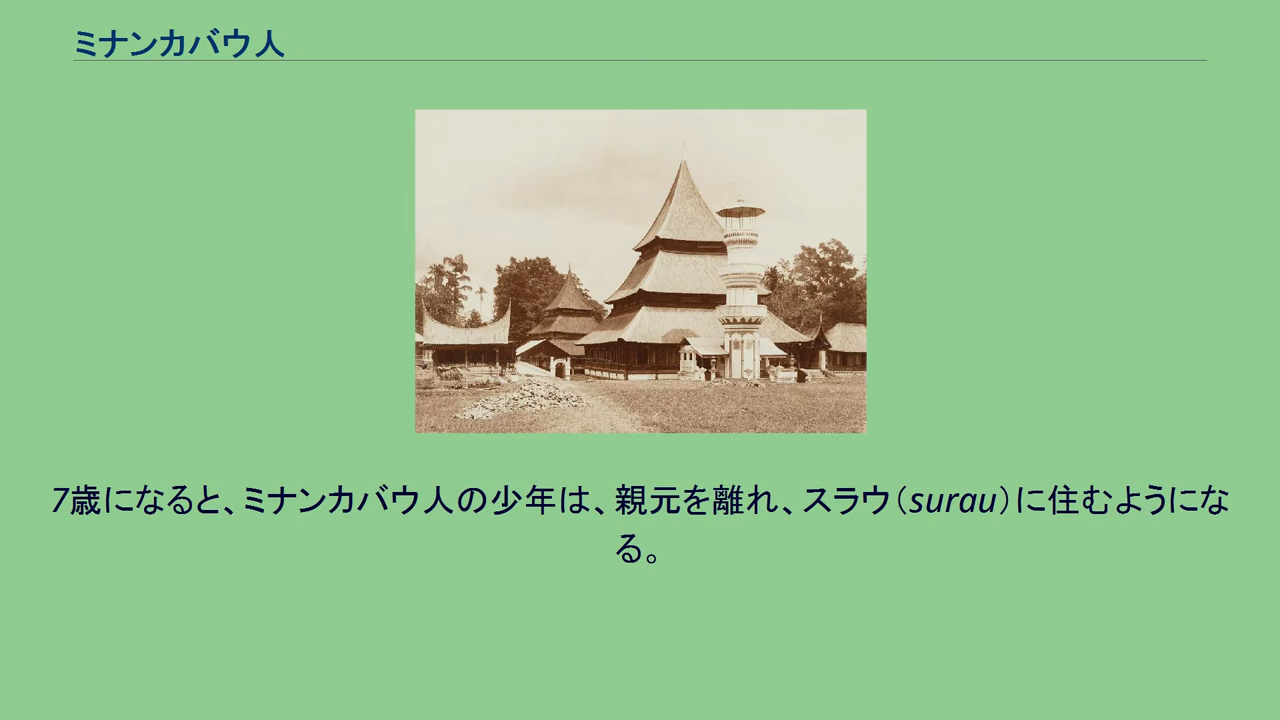 ミナンカバウ人
7歳になると、ミナンカバウ人の少年は、親元を離れ、スラウ（surau）に住むようにな
る。